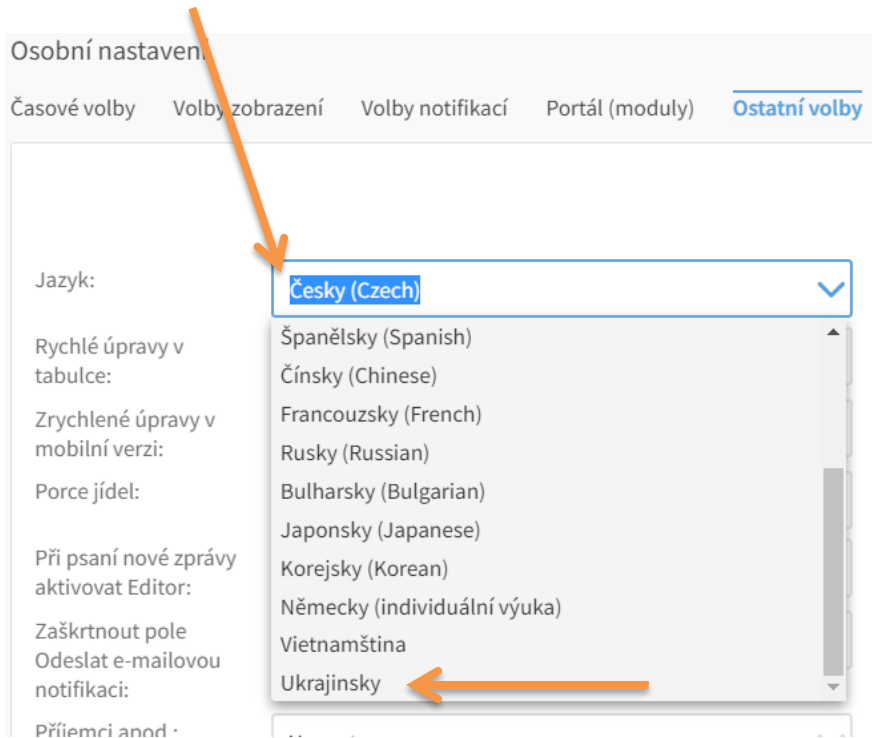 Osobní nastavení
Časové volby Volby zobrazení Volby notifikací Portál (moduly) Ostatní volby
Jazyk:
Česky (Czech)
Španělsky (Spanish)
Čínsky (Chinese)
Francouzsky (French)
Rusky (Russian)
Bulharsky (Bulgarian)
Japonsky (Japanese)
Korejsky (Korean)
Německy (individuální výuka)
Vietnamština
Ukrajinsky
Rychlé úpravy v
tabulce:
Zrychlené úpravy v
mobilní verzi:
Porce jídel:
Při psaní nové zprávy
aktivovat Editor:
Zaškrtnout pole
Odeslat e-mailovou
notifikaci:
Příjemci apod.: